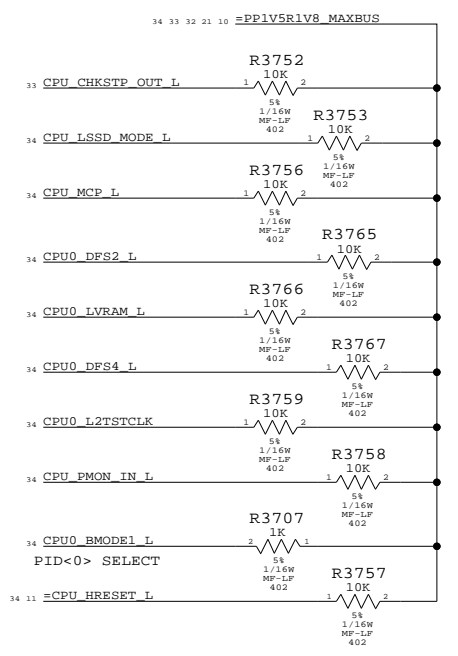 34 33 32 21 10 =PP1V5R1V8_MAXBUS
R3752
10K
33 CPU_CHKSTP_OUT_L 1 2
5%
1/16W
MF-LF
402
R3753
10K
34 CPU_LSSD_MODE_L 1 2
5%
1/16W
MF-LF
402
R3756
10K
34 CPU_MCP_L 1 2
5%
1/16W
MF-LF
402
R3765
10K
34 CPU0_DFS2_L 1 2
5%
1/16W
MF-LF
402
R3766
10K
34 CPU0_LVRAM_L 1 2
5%
1/16W
MF-LF
402
R3767
10K
34 CPU0_DFS4_L 1 2
5%
1/16W
MF-LF
402
R3759
10K
34 CPU0_L2TSTCLK 1 2
5%
1/16W
MF-LF
402
R3758
10K
34 CPU_PMON_IN_L 1 2
5%
1/16W
MF-LF
402
R3707
1K
34 CPU0_BMODE1_L 2 1
5%
1/16W
MF-LF
402
PID<0> SELECT
R3757
10K
34 11 =CPU_HRESET_L 1 2
5%
1/16W
MF-LF
402